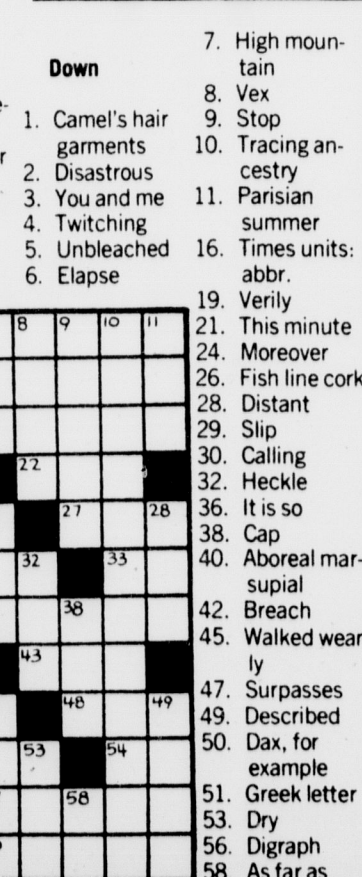 Down
1. Camel's hair
garments
2. Disastrous
3. You and me
4. Twitching
5. Unbleached
6. Elapse
7. High moun-
tain
8. Vex
9. Stop
10. Tracing an-
cestry
11. Parisian
summer
16. Times units:
abbr.
19. Verily
21. This minute
24. Moreover
26. Fish line cork
28. Distant
29. Slip
30. Calling
32. Heckle
36. It is so
38. Cap
40. Aboreal mar-
supial
42. Breach
45. Walked wear
ly
47. Surpasses
49. Described
50. Dax, for
example
51. Greek letter
53. Dry
56. Digraph
58. As far as
8 9 10 11
22
27 28
32 33
38
43
48 49
53 54
58